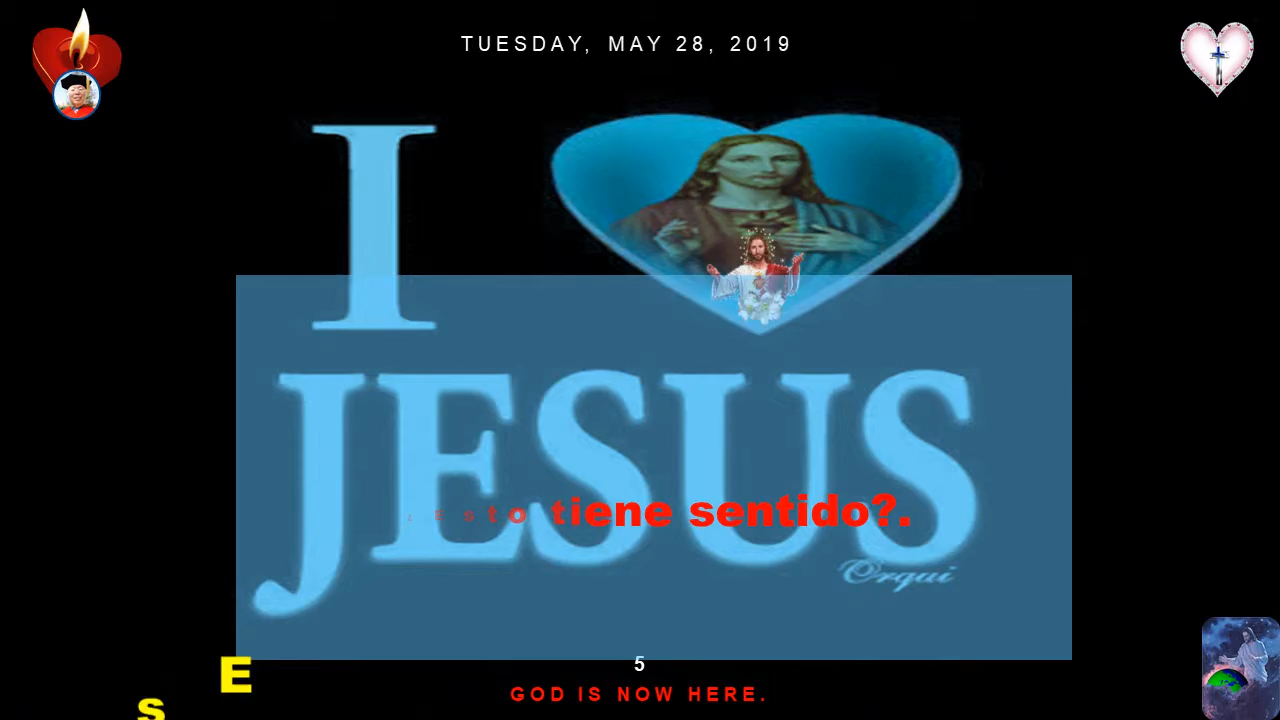 TUESDAY, MAY 28, 2019
I
JESUS
¿Esto tiene sentido?.
Orqui
E
s
5
GOD IS NOW HERE.